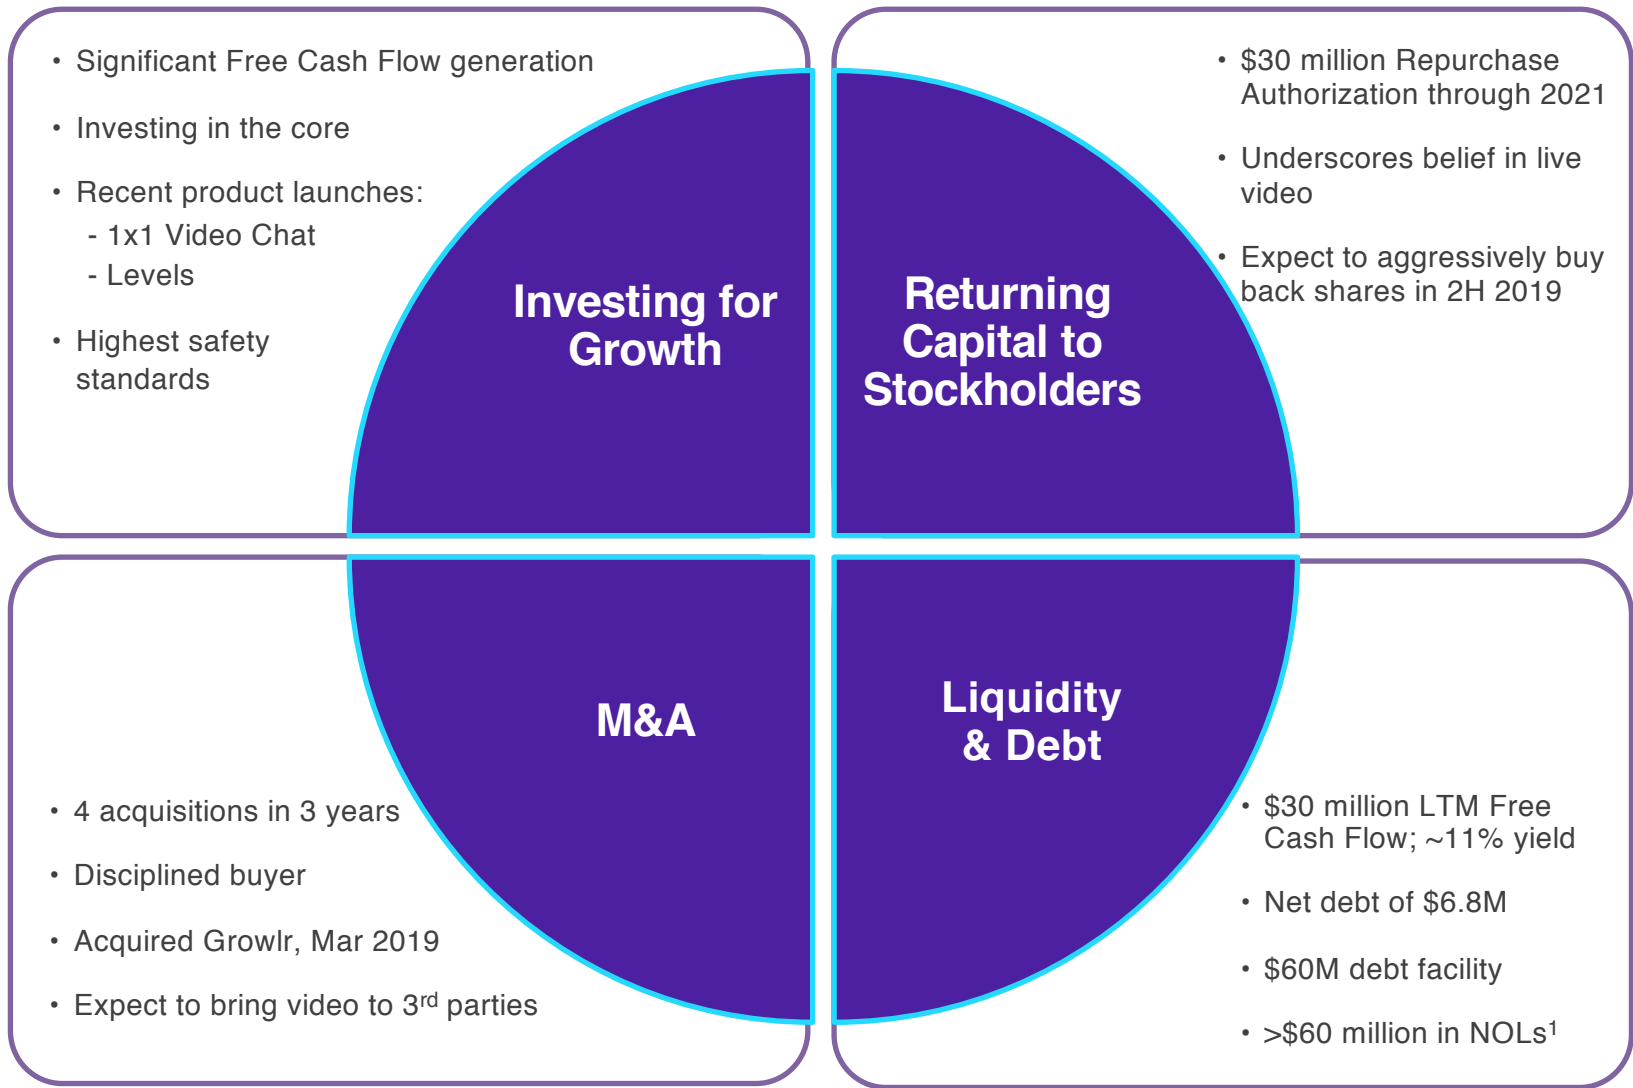 • Significant Free Cash Flow generation
• Investing in the core
• Recent product launches:
- 1x1 Video Chat
- Levels
• Highest safety
standards
Investing for
Growth
• $30 million Repurchase
Authorization through 2021
• Underscores belief in live
video
• Expect to aggressively buy
back shares in 2H 2019
Returning
Capital to
Stockholders
M&A
• 4 acquisitions in 3 years
• Disciplined buyer
• Acquired Growlr, Mar 2019
• Expect to bring video to 3rd parties
Liquidity
& Debt
• $30 million LTM Free
Cash Flow; ~11% yield
• Net debt of $6.8M
• $60M debt facility
• >$60 million in NOLs¹